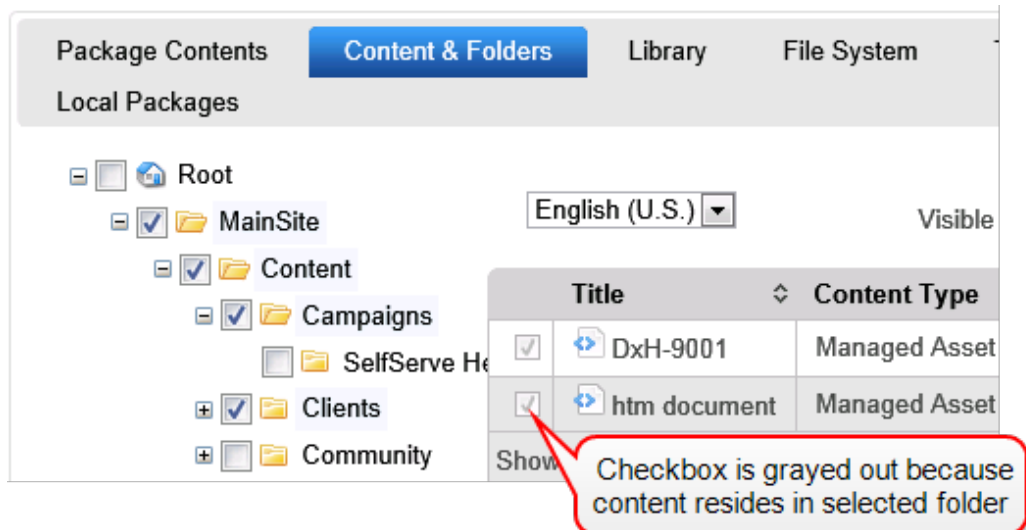 Package Contents Content & Folders Library File System
Local Packages
Root
MainSite
Content
Campaigns
SelfServe He
Clients
Community
English (U.S.)
Visible
Title Content Type
DxH-9001 Managed Asset
htm document Managed Asset
Show
Checkbox is grayed out because
content resides in selected folder